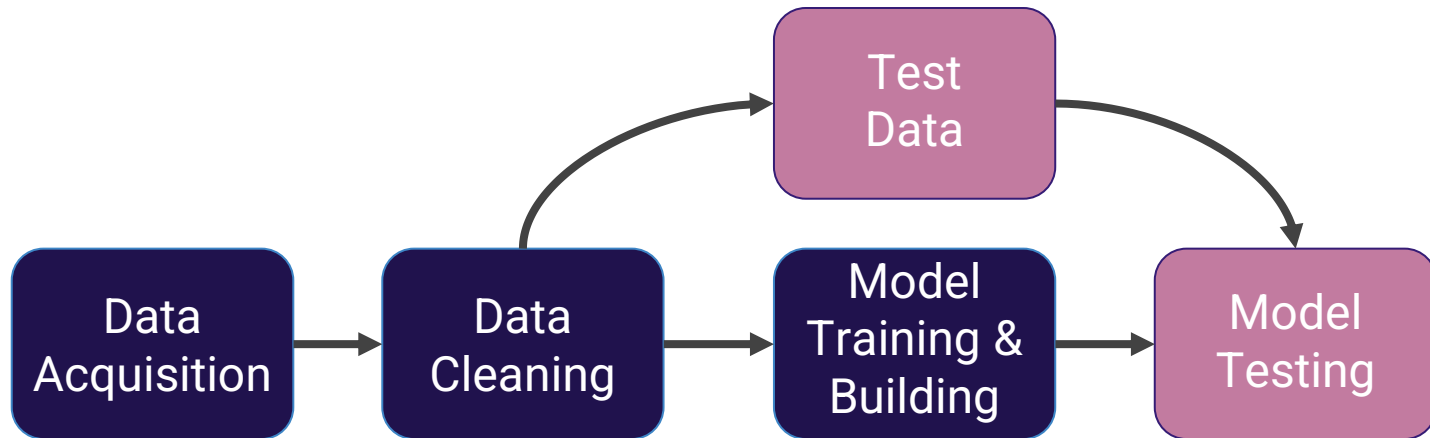 Test
Data
Data
Acquisition
Data
Cleaning
Model
Training &
Building
Model
Testing